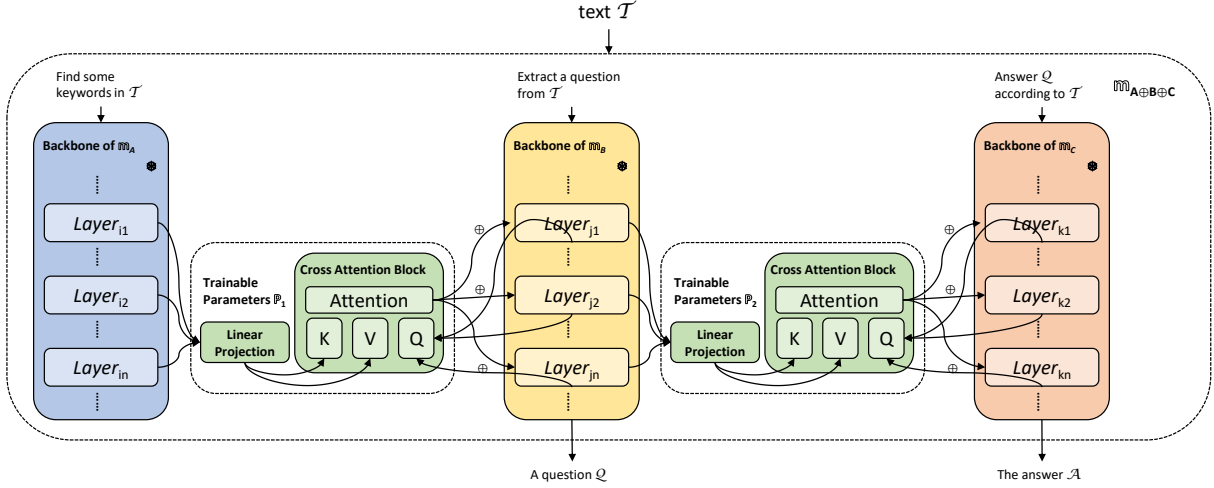 text 𝒯
Find some
keywords in 𝒯
Extract a question
from 𝒯
Answer 𝒬
according to 𝒯
𝕞A⊕B⊕C
Backbone of 𝕞A
Backbone of 𝕞B
Backbone of 𝕞C
Layeri1
Layeri2
Layerin
Trainable
Parameters ℙ1
Cross Attention Block
Attention
Linear
Projection
K
V
Q
⊕
⊕
⊕
Layerj1
Layerj2
Layerjn
Trainable
Parameters ℙ2
Cross Attention Block
Attention
Linear
Projection
K
V
Q
⊕
⊕
⊕
Layerk1
Layerk2
Layerkn
A question 𝒬
The answer 𝒜